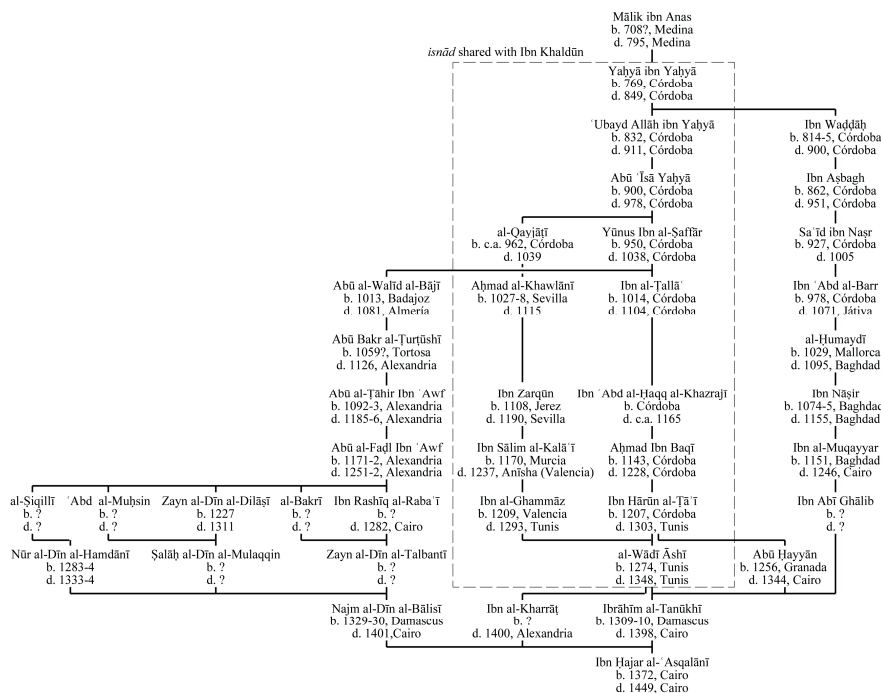 Mālik ibn Anas
b. 708?, Medina
d. 795, Medina
isnād shared with Ibn Khaldūn
Yaḥyā ibn Yaḥyā
b. 769, Córdoba
d. 849, Córdoba
ʿUbayd Allāh ibn Yaḥyā
b. 832, Córdoba
d. 911, Córdoba
Ibn Waḍḍāḥ
b. 814-5, Córdoba
d. 900, Córdoba
Abū ʿĪsā Yaḥyā
b. 900, Córdoba
d. 978, Córdoba
Ibn Aṣbagh
b. 862, Córdoba
d. 951, Córdoba
al-Qayjāṭī
b. c.a. 962, Córdoba
d. 1039
Yūnus Ibn al-Ṣaffār
b. 950, Córdoba
d. 1038, Córdoba
Saʿīd ibn Naṣr
b. 927, Córdoba
d. 1005
Abū al-Walīd al-Bājī
b. 1013, Badajoz
d. 1081, Almería
Aḥmad al-Khawlānī
b. 1027-8, Sevilla
d. 1115
Ibn al-Ṭallāʿ
b. 1014, Córdoba
d. 1104, Córdoba
Ibn ʿAbd al-Barr
b. 978, Córdoba
d. 1071, Játiva
Abū Bakr al-Ṭurṭūshī
b. 1059?, Tortosa
d. 1126, Alexandria
al-Ḥumaydī
b. 1029, Mallorca
d. 1095, Baghdad
Abū al-Ṭāhir Ibn ʿAwf
b. 1092-3, Alexandria
d. 1185-6, Alexandria
Ibn Zarqūn
b. 1108, Jerez
d. 1190, Sevilla
Ibn ʿAbd al-Ḥaqq al-Khazrajī
b. Córdoba
d. c.a. 1165
Ibn Nāṣir
b. 1074-5, Baghdad
d. 1155, Baghdad
Abū al-Faḍl Ibn ʿAwf
b. 1171-2, Alexandria
d. 1251-2, Alexandria
Ibn Sālim al-Kalāʿī
b. 1170, Murcia
d. 1237, Anīsha (Valencia)
Aḥmad Ibn Baqī
b. 1143, Córdoba
d. 1228, Córdoba
Ibn al-Muqayyar
b. 1151, Baghdad
d. 1246, Cairo
al-Ṣiqillī
b. ?
d. ?
ʿAbd al-Muḥsin
b. ?
d. ?
Zayn al-Dīn al-Dilāṣī
b. 1227
d. 1311
al-Bakrī
b. ?
d. ?
Ibn Rashīq al-Rabaʿī
b. ?
d. 1282, Cairo
Ibn al-Ghammāz
b. 1209, Valencia
d. 1293, Tunis
Ibn Hārūn al-Ṭāʾī
b. 1207, Córdoba
d. 1303, Tunis
Ibn Abī Ghālib
b. ?
d. ?
Nūr al-Dīn al-Hamdānī
b. 1283-4
d. 1333-4
Ṣalāḥ al-Dīn al-Mulaqqin
b. ?
d. ?
Zayn al-Dīn al-Talbantī
b. ?
d. ?
al-Wādī Āshī
b. 1274, Tunis
d. 1348, Tunis
Abū Ḥayyān
b. 1256, Granada
d. 1344, Cairo
Najm al-Dīn al-Bālisī
b. 1329-30, Damascus
d. 1401,Cairo
Ibn al-Kharrāṭ
b. ?
d. 1400, Alexandria
Ibrāhīm al-Tanūkhī
b. 1309-10, Damascus
d. 1398, Cairo
Ibn Ḥajar al-ʿAsqalānī
b. 1372, Cairo
d. 1449, Cairo